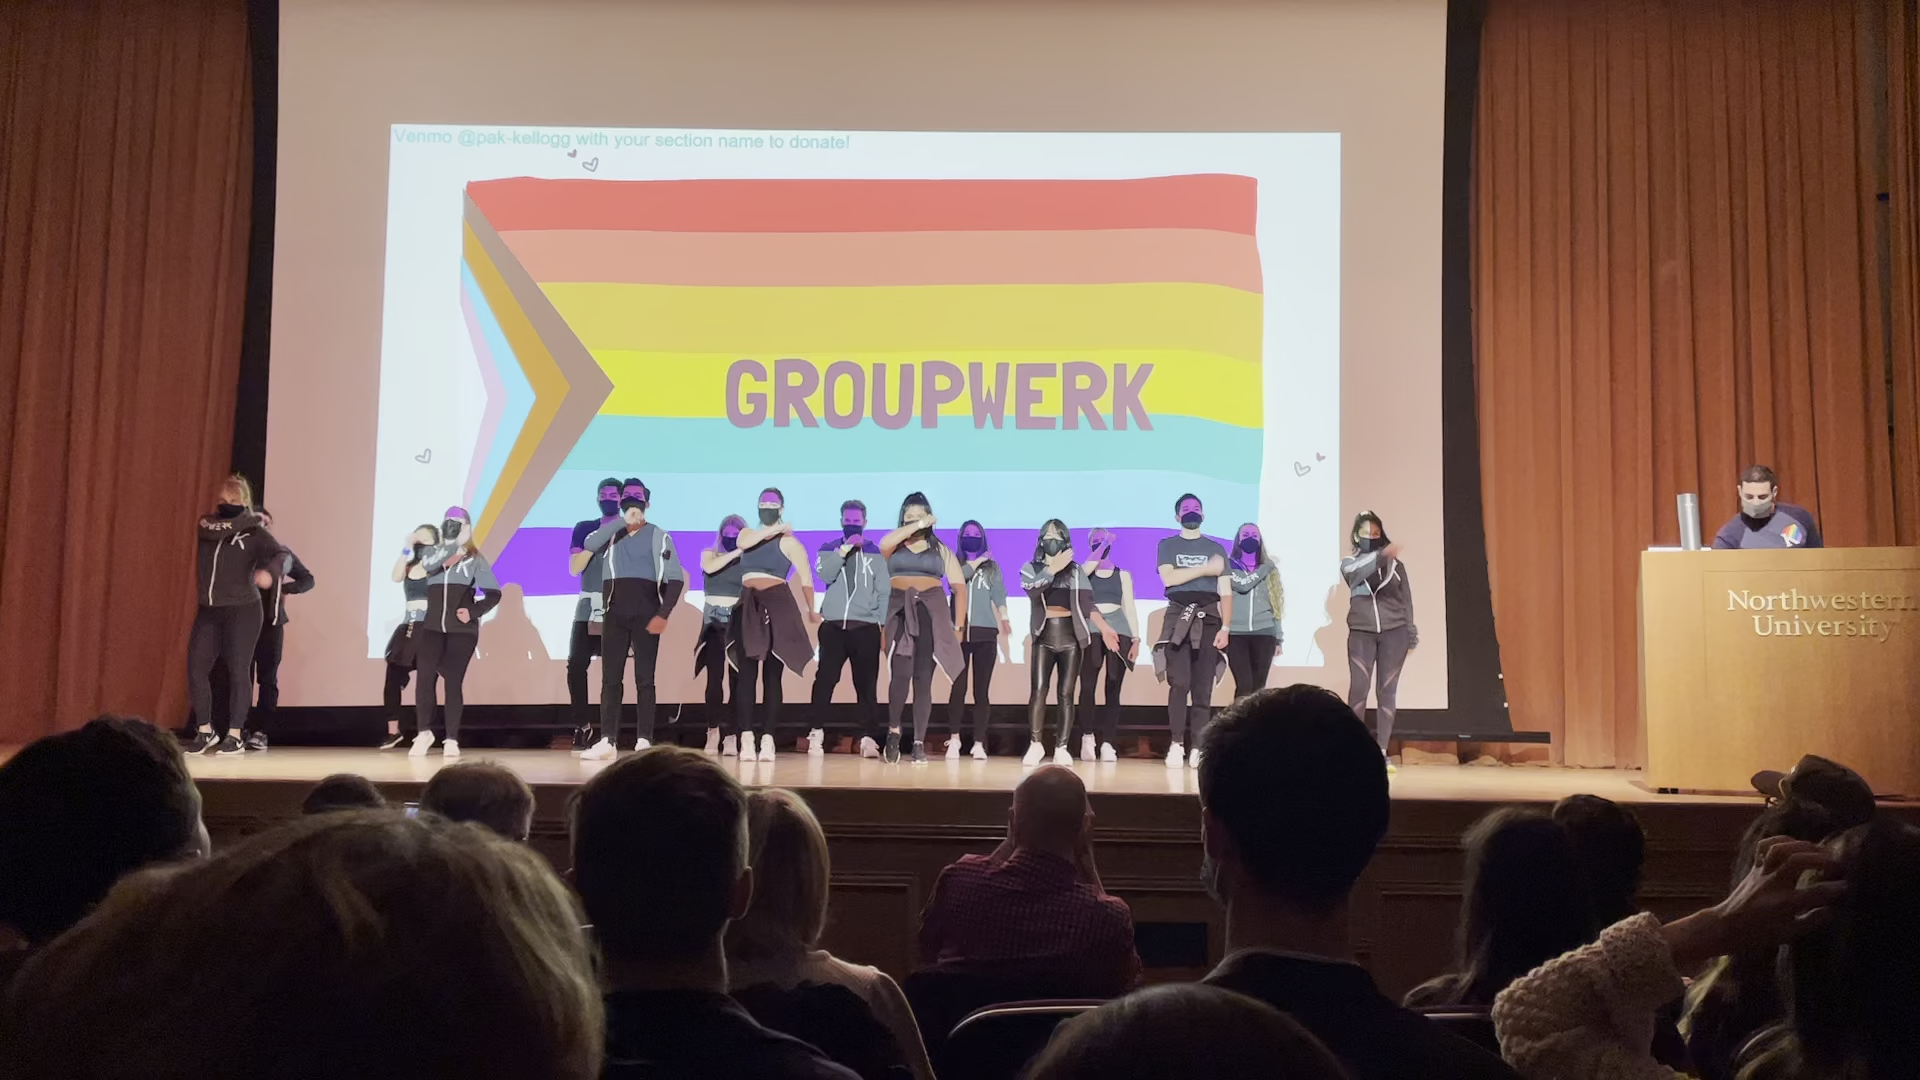 Venmo @pak-kellogg with your section name to donate!
GROUPWERK
Northwestern
University
K
K
K
K